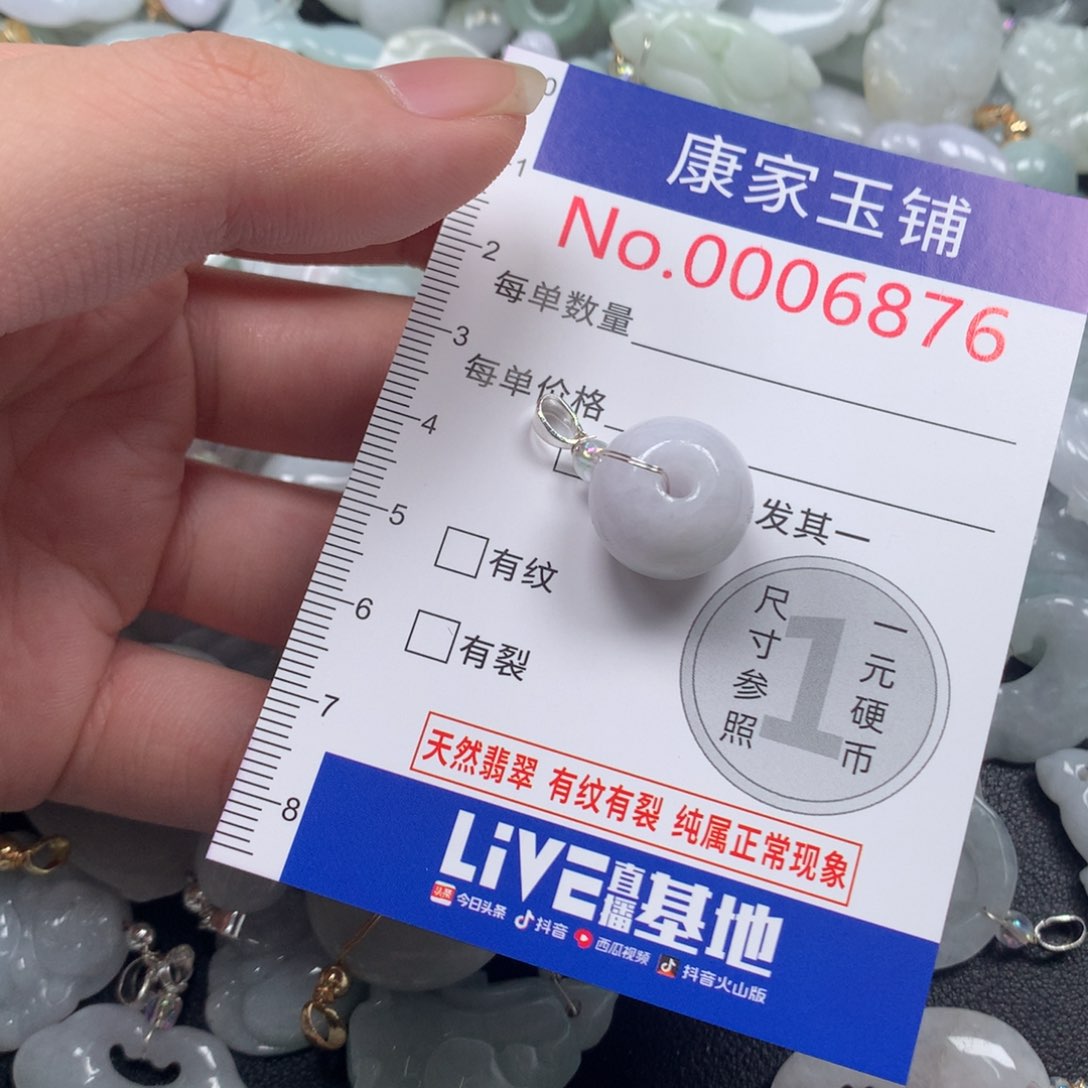 0
康家玉铺
1
No.0006876
2
每单数量
3
每单价格
4
5
发其一
有纹
6
有裂
尺寸参照
1
一元硬币
7
天然翡翠 有纹有裂 纯属正常现象
8
LiVE直播基地
头条 今日头条 抖音 西瓜视频 抖音火山版